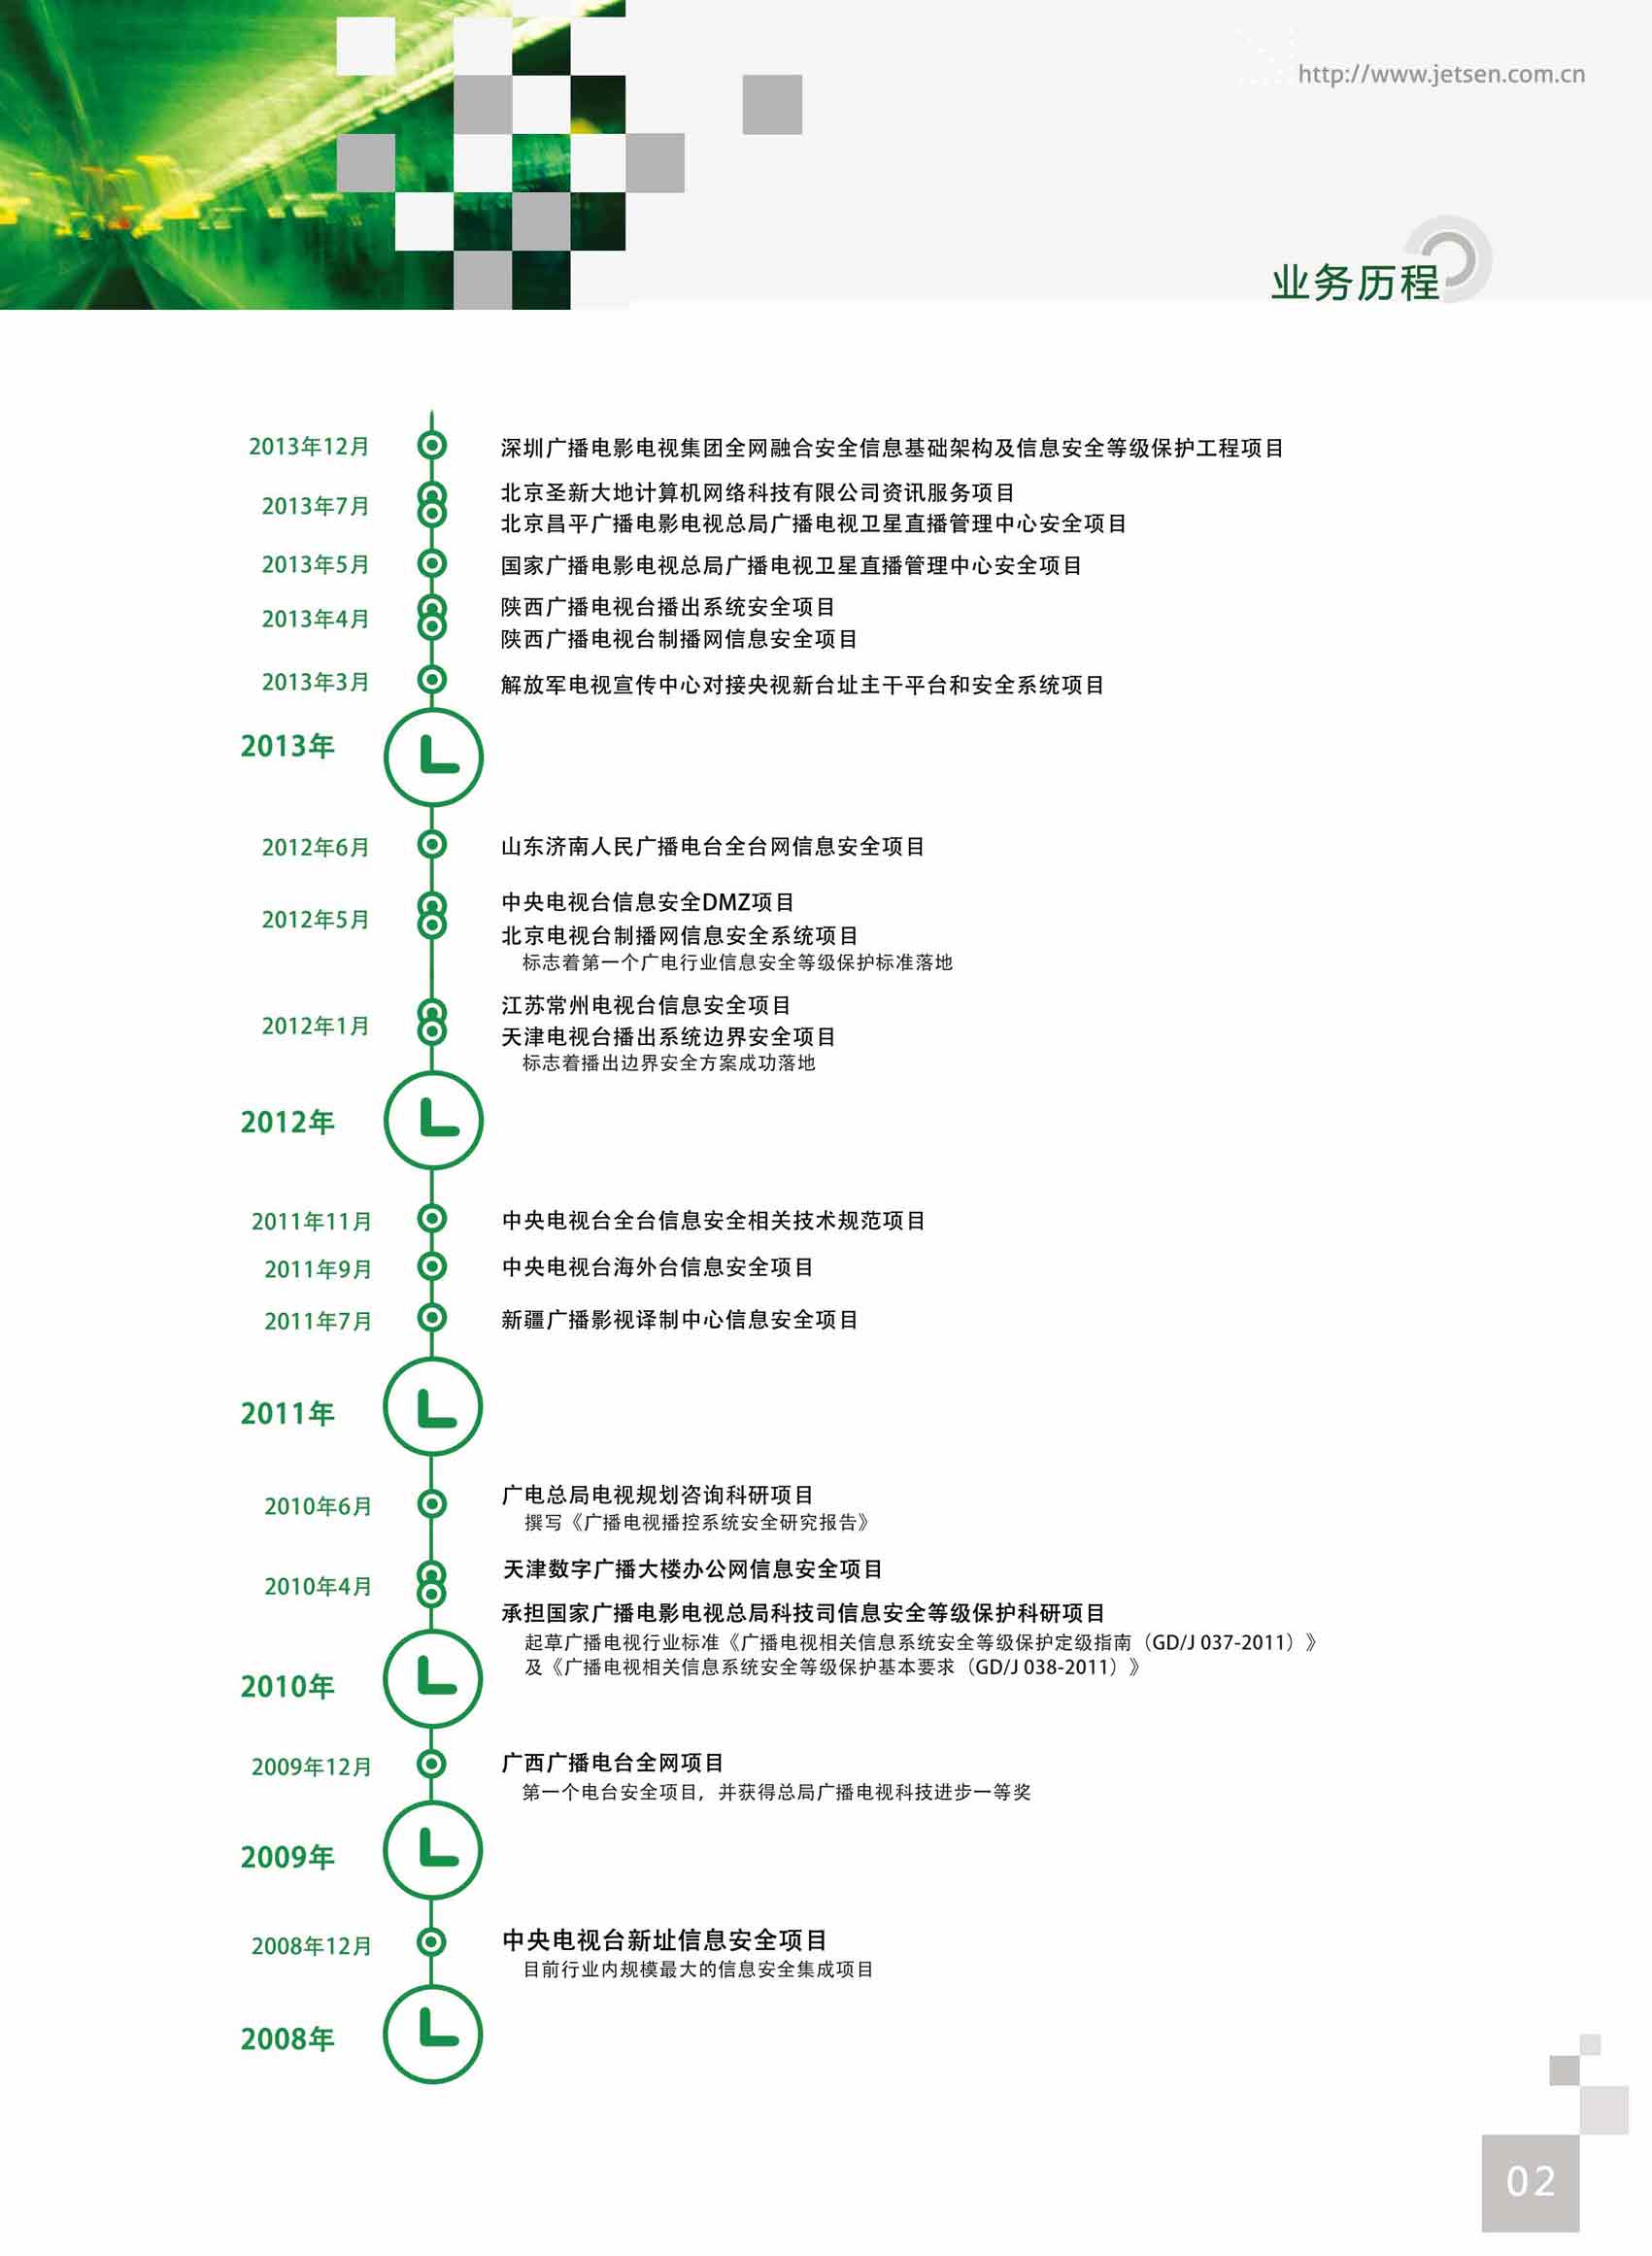 http://www.jetsen.com.cn
业务历程
2013年12月
深圳广播电影电视集团全网融合安全信息基础架构及信息安全等级保护工程项目
2013年7月
北京圣新大地计算机网络科技有限公司资讯服务项目
北京昌平广播电影电视总局广播电视卫星直播管理中心安全项目
2013年5月
国家广播电影电视总局广播电视卫星直播管理中心安全项目
2013年4月
陕西广播电视台播出系统安全项目
陕西广播电视台制播网信息安全项目
2013年3月
解放军电视宣传中心对接央视新台址主干平台和安全系统项目
2013年
2012年6月
山东济南人民广播电台全台网信息安全项目
2012年5月
中央电视台信息安全DMZ项目
北京电视台制播网信息安全系统项目
标志着第一个广电行业信息安全等级保护标准落地
2012年1月
江苏常州电视台信息安全项目
天津电视台播出系统边界安全项目
标志着播出边界安全方案成功落地
2012年
2011年11月
中央电视台全台信息安全相关技术规范项目
2011年9月
中央电视台海外台信息安全项目
2011年7月
新疆广播影视译制中心信息安全项目
2011年
2010年6月
广电总局电视规划咨询科研项目
撰写《广播电视播控系统安全研究报告》
2010年4月
天津数字广播大楼办公网信息安全项目
承担国家广播电影电视总局科技司信息安全等级保护科研项目
起草广播电视行业标准《广播电视相关信息系统安全等级保护定级指南（GD/J 037-2011）》
及《广播电视相关信息系统安全等级保护基本要求（GD/J 038-2011）》
2010年
2009年12月
广西广播电台全网项目
第一个电台安全项目，并获得总局广播电视科技进步一等奖
2009年
2008年12月
中央电视台新址信息安全项目
目前行业内规模最大的信息安全集成项目
2008年
02